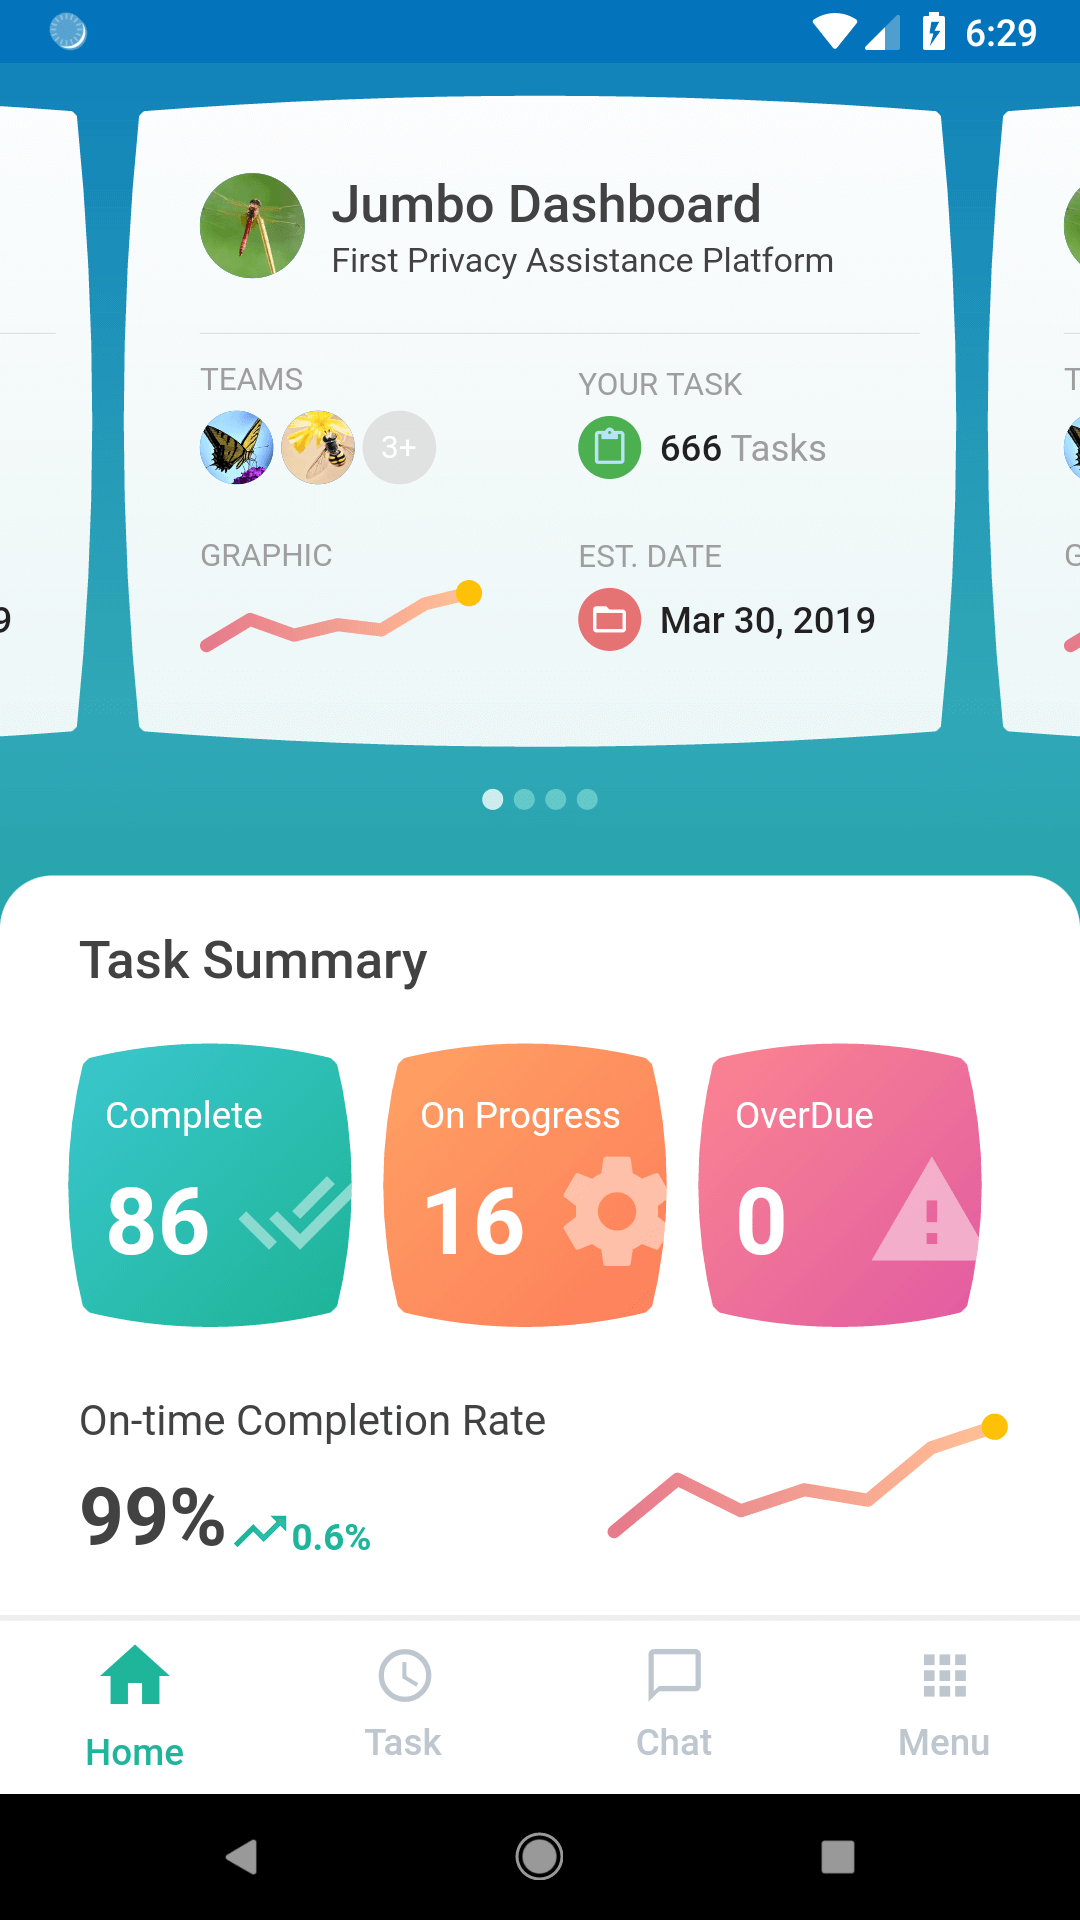 6:29
Jumbo Dashboard
First Privacy Assistance Platform
TEAMS
YOUR TASK
3+
666 Tasks
GRAPHIC
EST. DATE
9
Mar 30, 2019
Task Summary
Complete
On Progress
OverDue
86
16
0
On-time Completion Rate
99%
0.6%
Home
Task
Chat
Menu